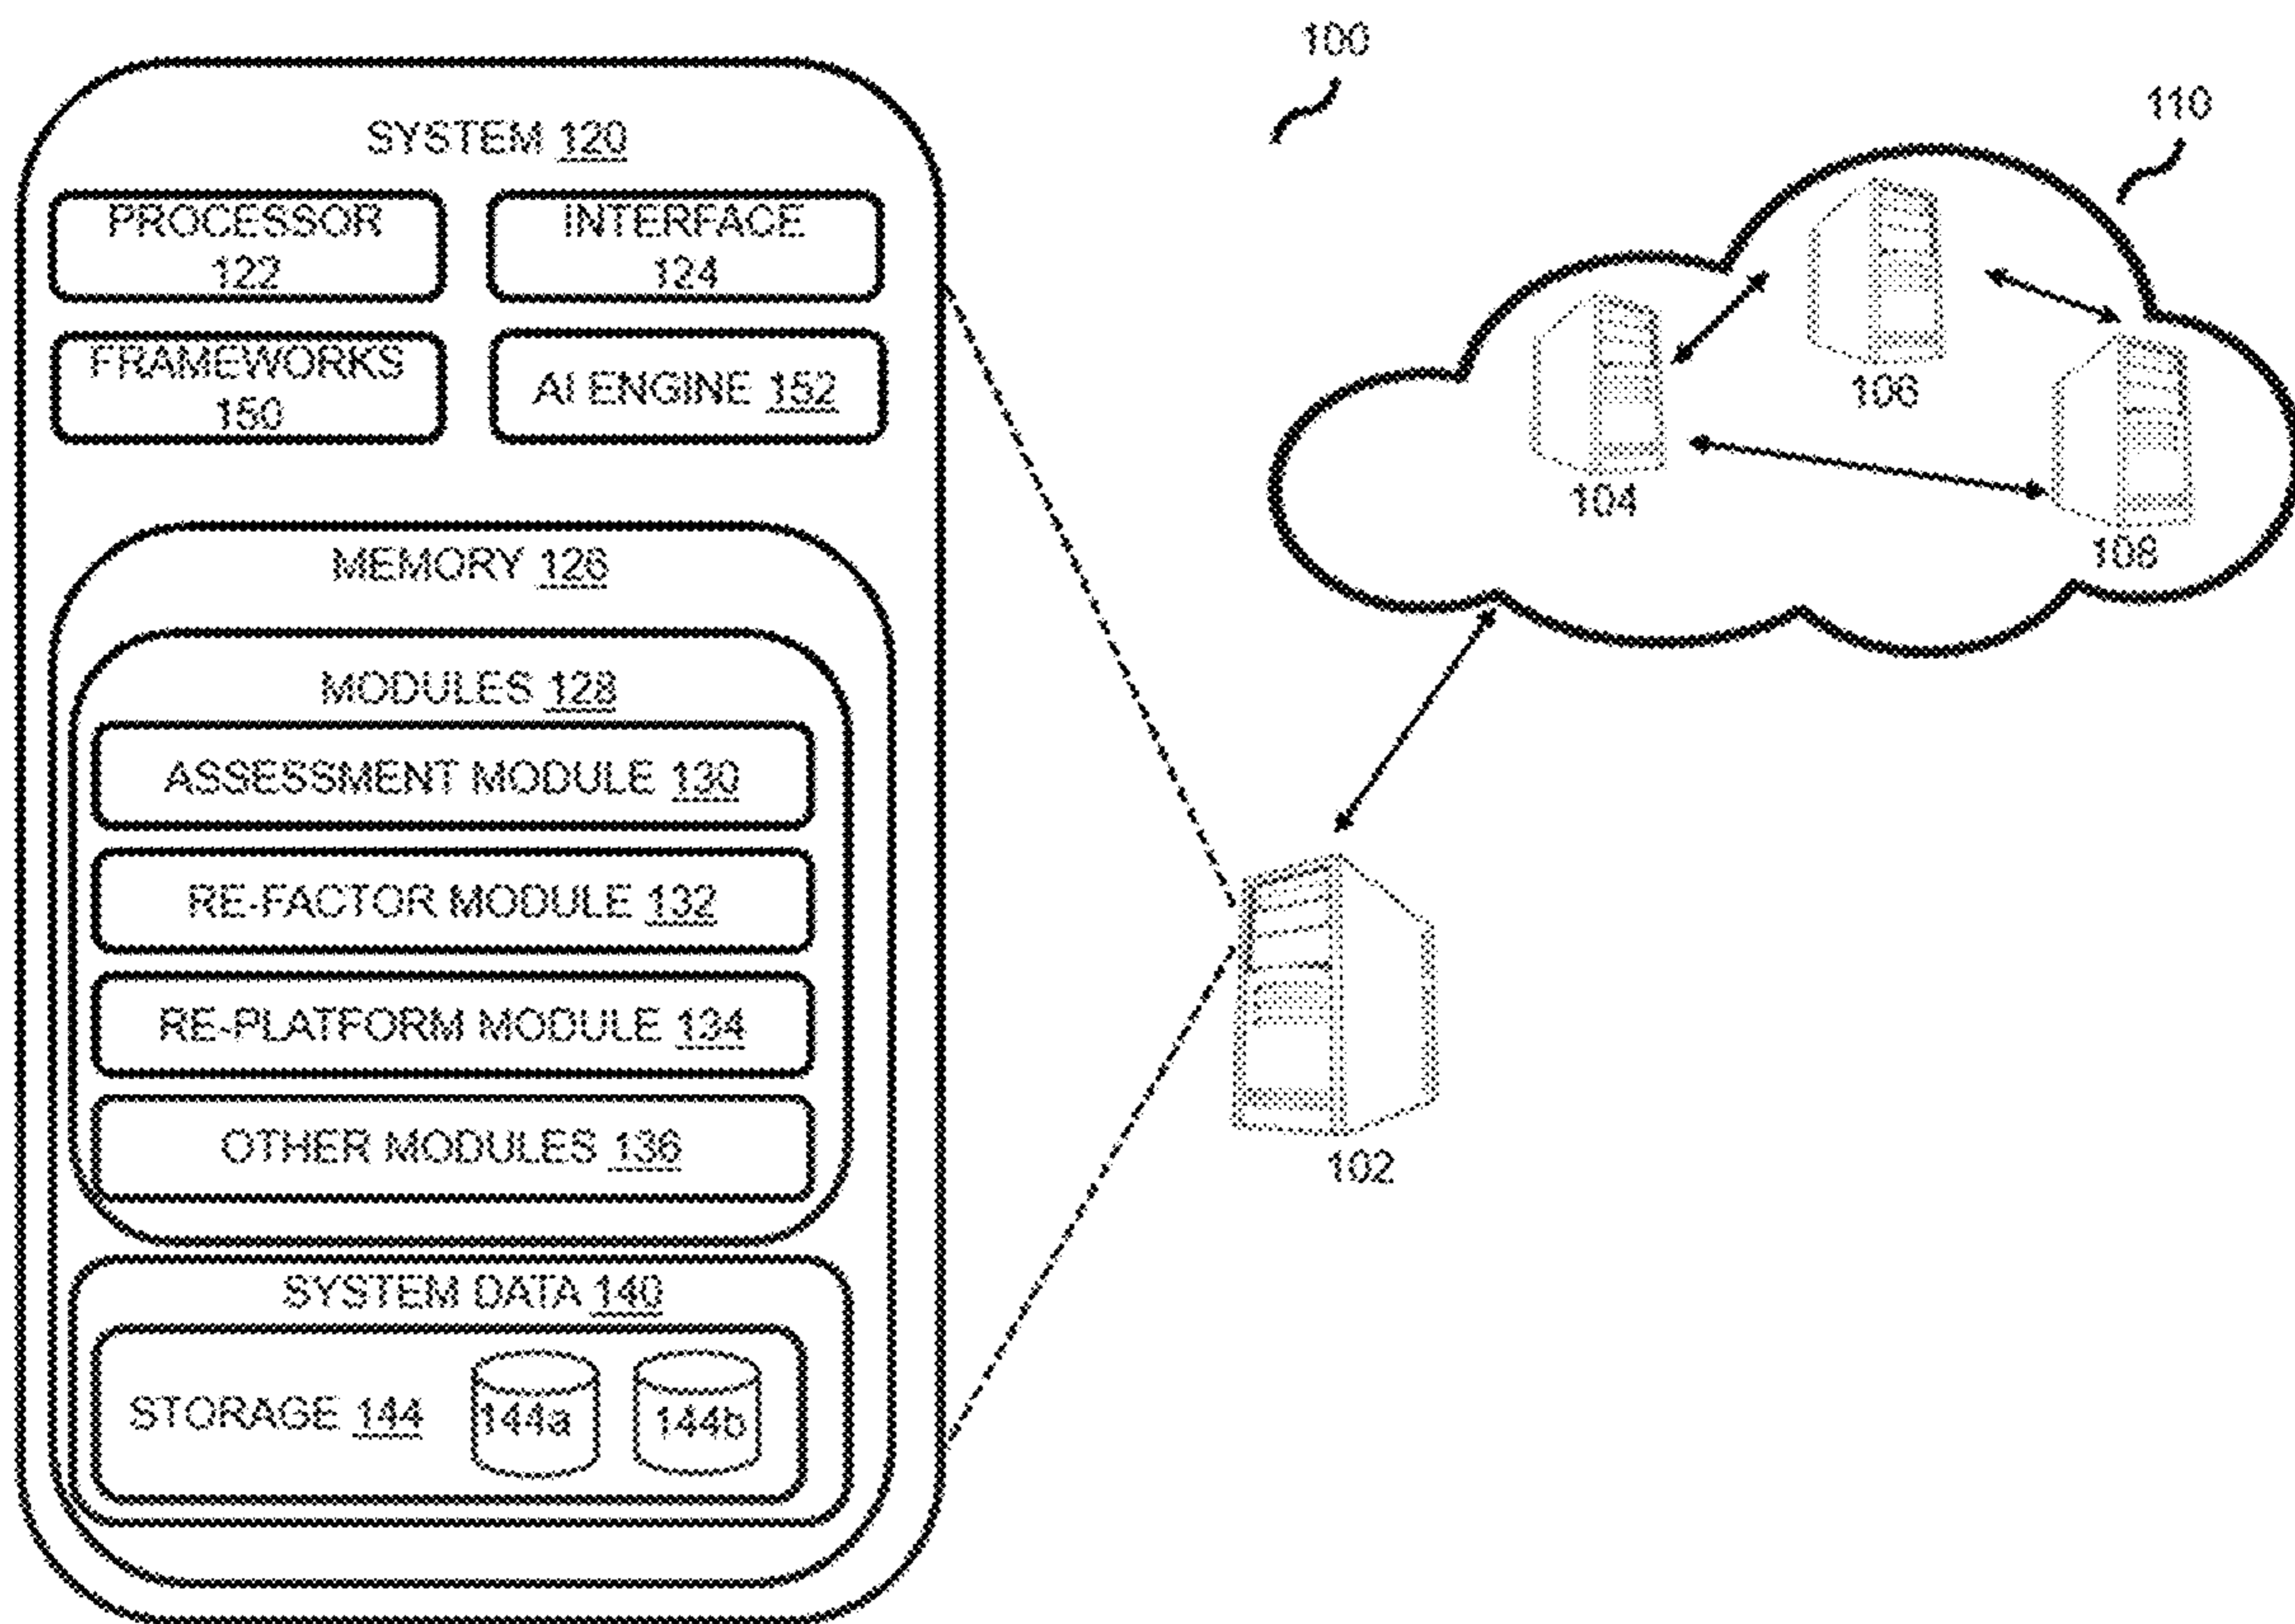 100
110
SYSTEM 120
PROCESSOR
122
INTERFACE
124
FRAMEWORKS
150
AI ENGINE 152
106
104
108
MEMORY 126
MODULES 128
ASSESSMENT MODULE 130
RE-FACTOR MODULE 132
RE-PLATFORM MODULE 134
OTHER MODULES 136
102
SYSTEM DATA 140
STORAGE 144
144a
144b